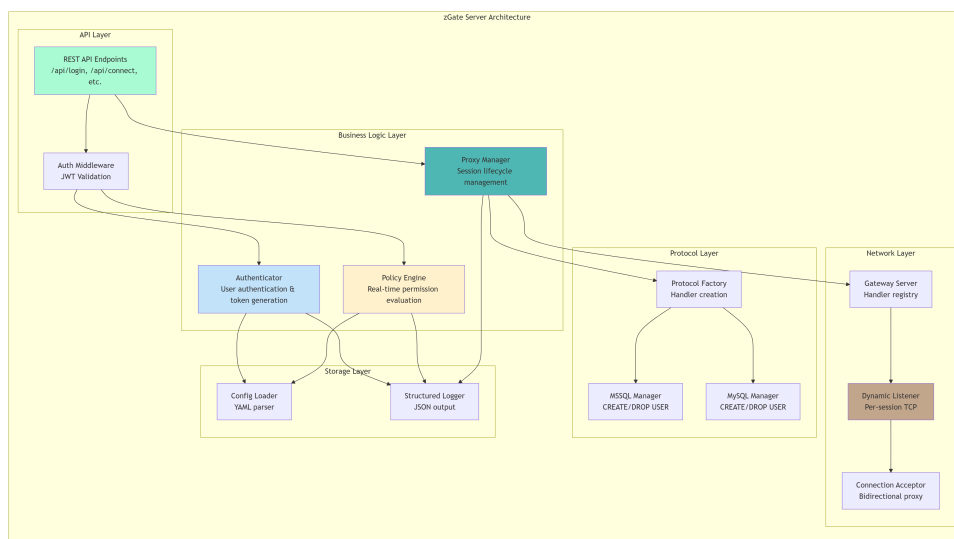 zGate Server Architecture
API Layer
REST API Endpoints
/api/login, /api/connect,
etc.
Auth Middleware
JWT Validation
Business Logic Layer
Proxy Manager
Session lifecycle
management
Authenticator
User authentication &
token generation
Policy Engine
Real-time permission
evaluation
Storage Layer
Config Loader
YAML parser
Structured Logger
JSON output
Protocol Layer
Protocol Factory
Handler creation
MSSQL Manager
CREATE/DROP USER
MySQL Manager
CREATE/DROP USER
Network Layer
Gateway Server
Handler registry
Dynamic Listener
Per-session TCP
Connection Acceptor
Bidirectional proxy